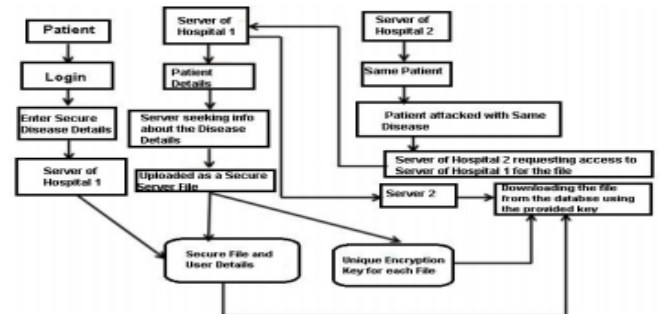 Patient
Login
Enter Secure
Disease Details
Server of
Hospital 1
Server of
Hospital 1
Patient
Details
Server seeking info
about the Disease
Details
Uploaded as a Secure
Server File
Secure File and
User Details
Server of
Hospital 2
Same Patient
Patient attacked with Same
Disease
Server of Hospital 2 requesting access to
Server of Hospital 1 for the file
Server 2
Downloading the file
from the databse using
the provided key
Unique Encryption
Key for each File